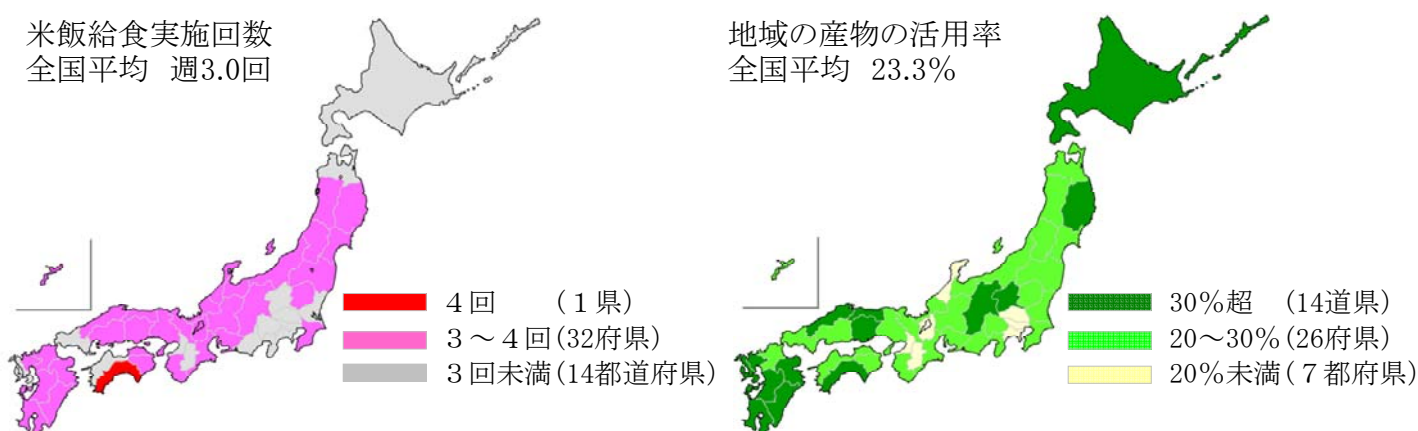 米飯給食実施回数
全国平均 週3.0回
4回 (1県)
3～4回(32府県)
3回未満(14都道府県)
地域の産物の活用率
全国平均 23.3%
30%超 (14道県)
20～30%(26府県)
20%未満(7都府県)